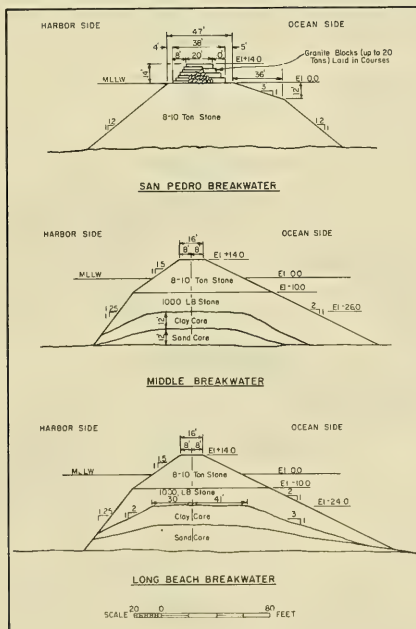 HARBOR SIDE
OCEAN SIDE
47'
4' 38' 5'
8' 20' 10'
El +14.0
Granite Blocks (up to 20
Tons) Laid in Courses
14'
36'
MLLW
El 0.0
3
1
12'
1.2
1
8-10 Ton Stone
1.2
1
SAN PEDRO BREAKWATER
HARBOR SIDE
OCEAN SIDE
16'
8' 8'
El +14.0
1.5
1
MLLW
8-10 Ton Stone
El 0.0
El -10.0
1000 LB Stone
1.25
1
2
1
El -26.0
12'
Clay Core
12'
Sand Core
MIDDLE BREAKWATER
HARBOR SIDE
OCEAN SIDE
16'
8' 8'
El +14.0
1.5
1
MLLW
8-10 Ton Stone
El 0.0
El -10.0
1000 LB Stone
30' 41'
2
1
El -24.0
1.25
1
2
1
Clay Core
3
1
Sand Core
LONG BEACH BREAKWATER
SCALE 20 0 60 FEET